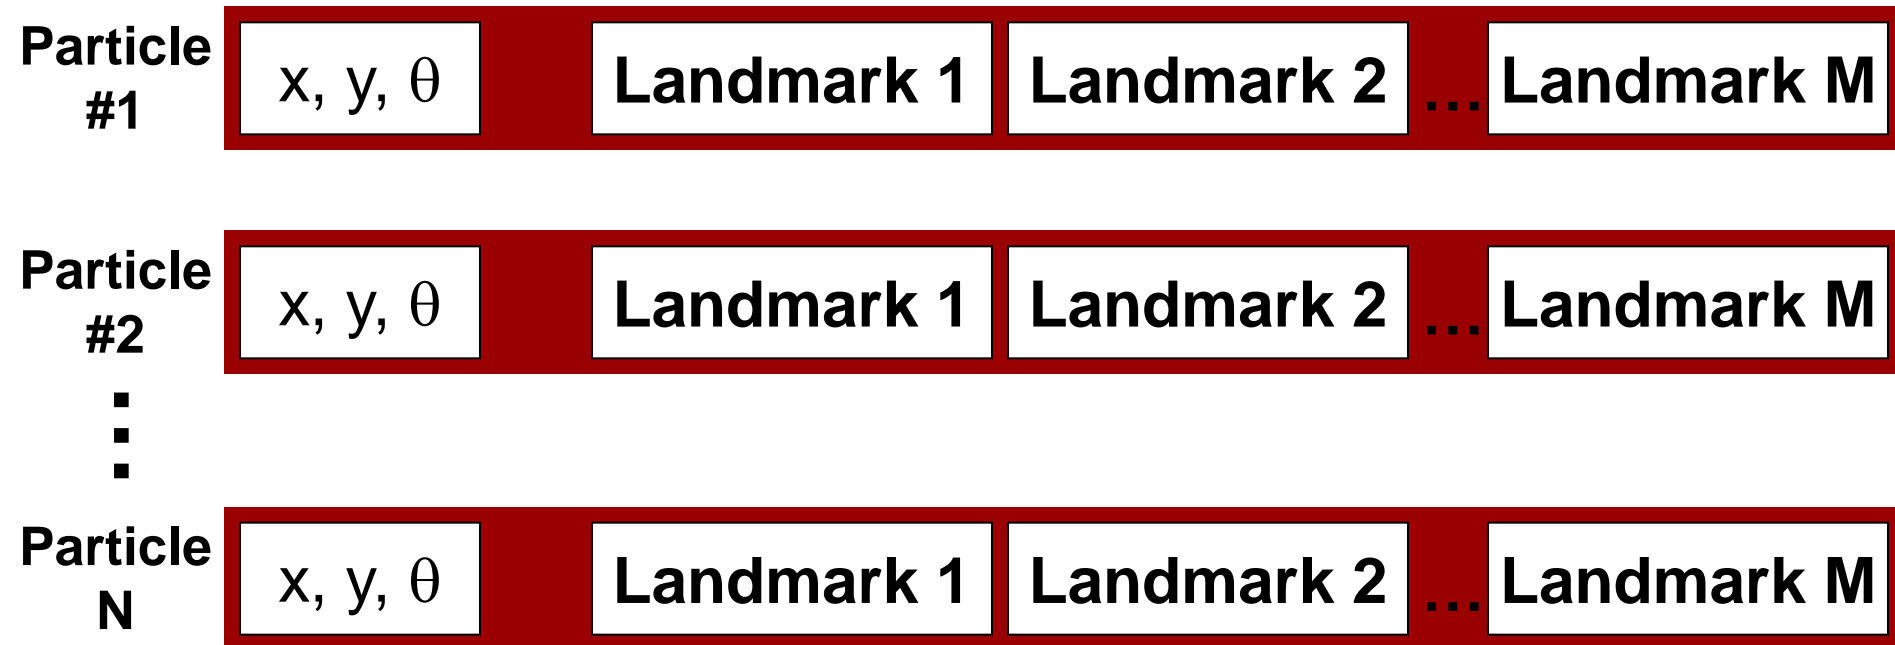 Particle #1 x, y, θ Landmark 1 Landmark 2 ... Landmark M
Particle #2 x, y, θ Landmark 1 Landmark 2 ... Landmark M
⋮
Particle N x, y, θ Landmark 1 Landmark 2 ... Landmark M